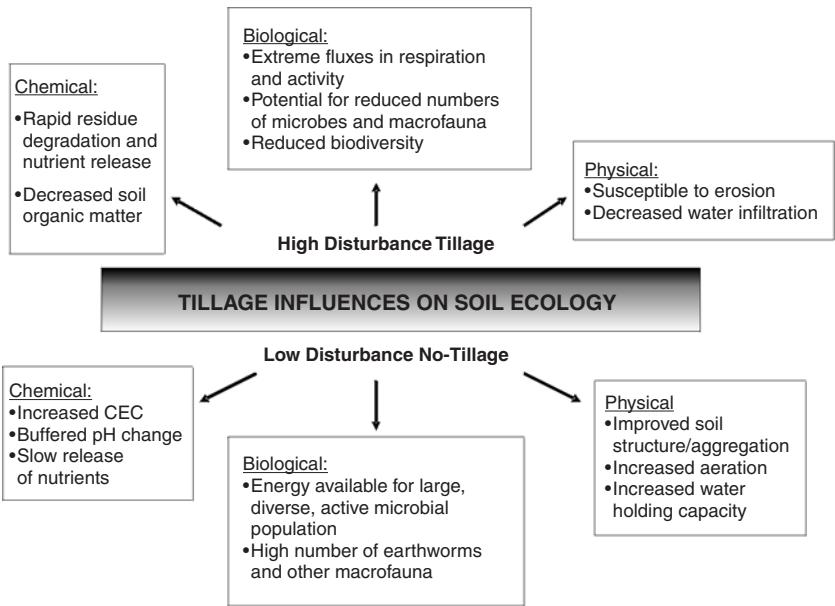 Biological:
•Extreme fluxes in respiration
and activity
•Potential for reduced numbers
of microbes and macrofauna
•Reduced biodiversity
Chemical:
•Rapid residue
degradation and
nutrient release
•Decreased soil
organic matter
Physical:
•Susceptible to erosion
•Decreased water infiltration
High Disturbance Tillage
TILLAGE INFLUENCES ON SOIL ECOLOGY
Low Disturbance No-Tillage
Chemical:
•Increased CEC
•Buffered pH change
•Slow release
of nutrients
Biological:
•Energy available for large,
diverse, active microbial
population
•High number of earthworms
and other macrofauna
Physical
•Improved soil
structure/aggregation
•Increased aeration
•Increased water
holding capacity